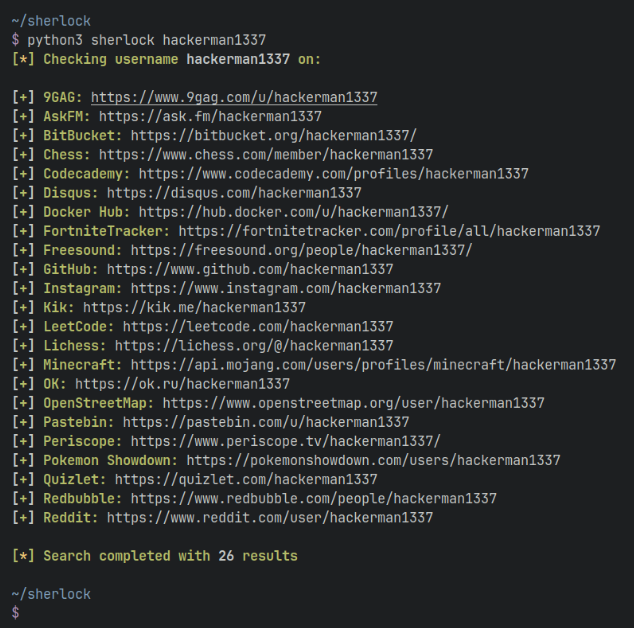 ~/sherlock
$ python3 sherlock hackerman1337
[*] Checking username hackerman1337 on:
[+] 9GAG: https://www.9gag.com/u/hackerman1337
[+] AskFM: https://ask.fm/hackerman1337
[+] BitBucket: https://bitbucket.org/hackerman1337/
[+] Chess: https://www.chess.com/member/hackerman1337
[+] Codecademy: https://www.codecademy.com/profiles/hackerman1337
[+] Disqus: https://disqus.com/hackerman1337
[+] Docker Hub: https://hub.docker.com/u/hackerman1337/
[+] FortniteTracker: https://fortnitetracker.com/profile/all/hackerman1337
[+] Freesound: https://freesound.org/people/hackerman1337/
[+] GitHub: https://www.github.com/hackerman1337
[+] Instagram: https://www.instagram.com/hackerman1337
[+] Kik: https://kik.me/hackerman1337
[+] LeetCode: https://leetcode.com/hackerman1337
[+] Lichess: https://lichess.org/@/hackerman1337
[+] Minecraft: https://api.mojang.com/users/profiles/minecraft/hackerman1337
[+] OK: https://ok.ru/hackerman1337
[+] OpenStreetMap: https://www.openstreetmap.org/user/hackerman1337
[+] Pastebin: https://pastebin.com/u/hackerman1337
[+] Periscope: https://www.periscope.tv/hackerman1337/
[+] Pokemon Showdown: https://pokemonshowdown.com/users/hackerman1337
[+] Quizlet: https://quizlet.com/hackerman1337
[+] Redbubble: https://www.redbubble.com/people/hackerman1337
[+] Reddit: https://www.reddit.com/user/hackerman1337
[*] Search completed with 26 results
~/sherlock
$